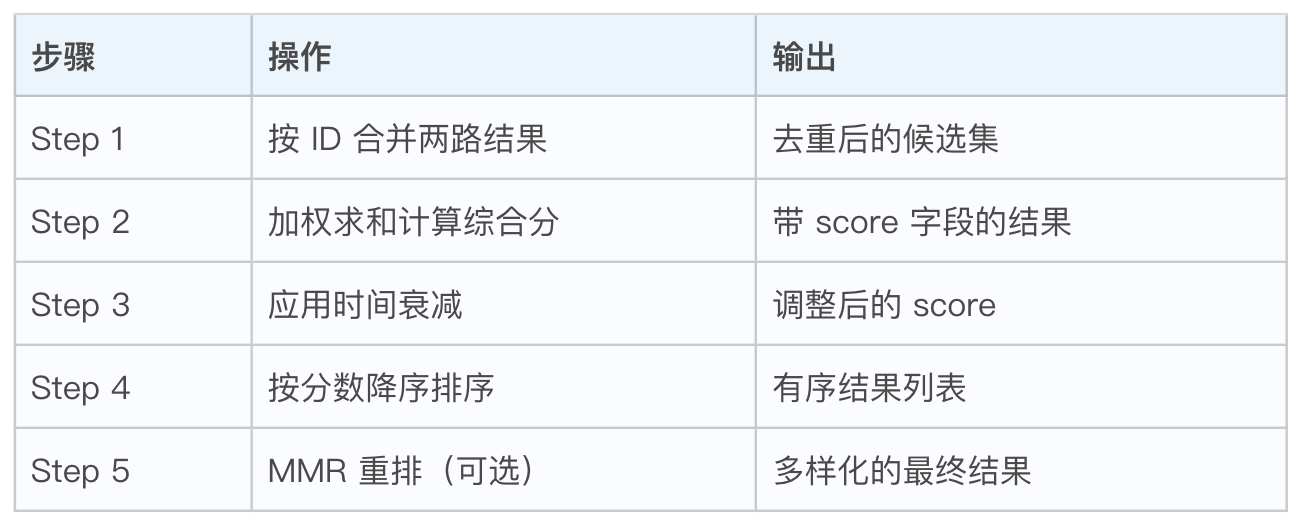 步骤 操作 输出
Step 1 按 ID 合并两路结果 去重后的候选集
Step 2 加权求和计算综合分 带 score 字段的结果
Step 3 应用时间衰减 调整后的 score
Step 4 按分数降序排序 有序结果列表
Step 5 MMR 重排（可选） 多样化的最终结果